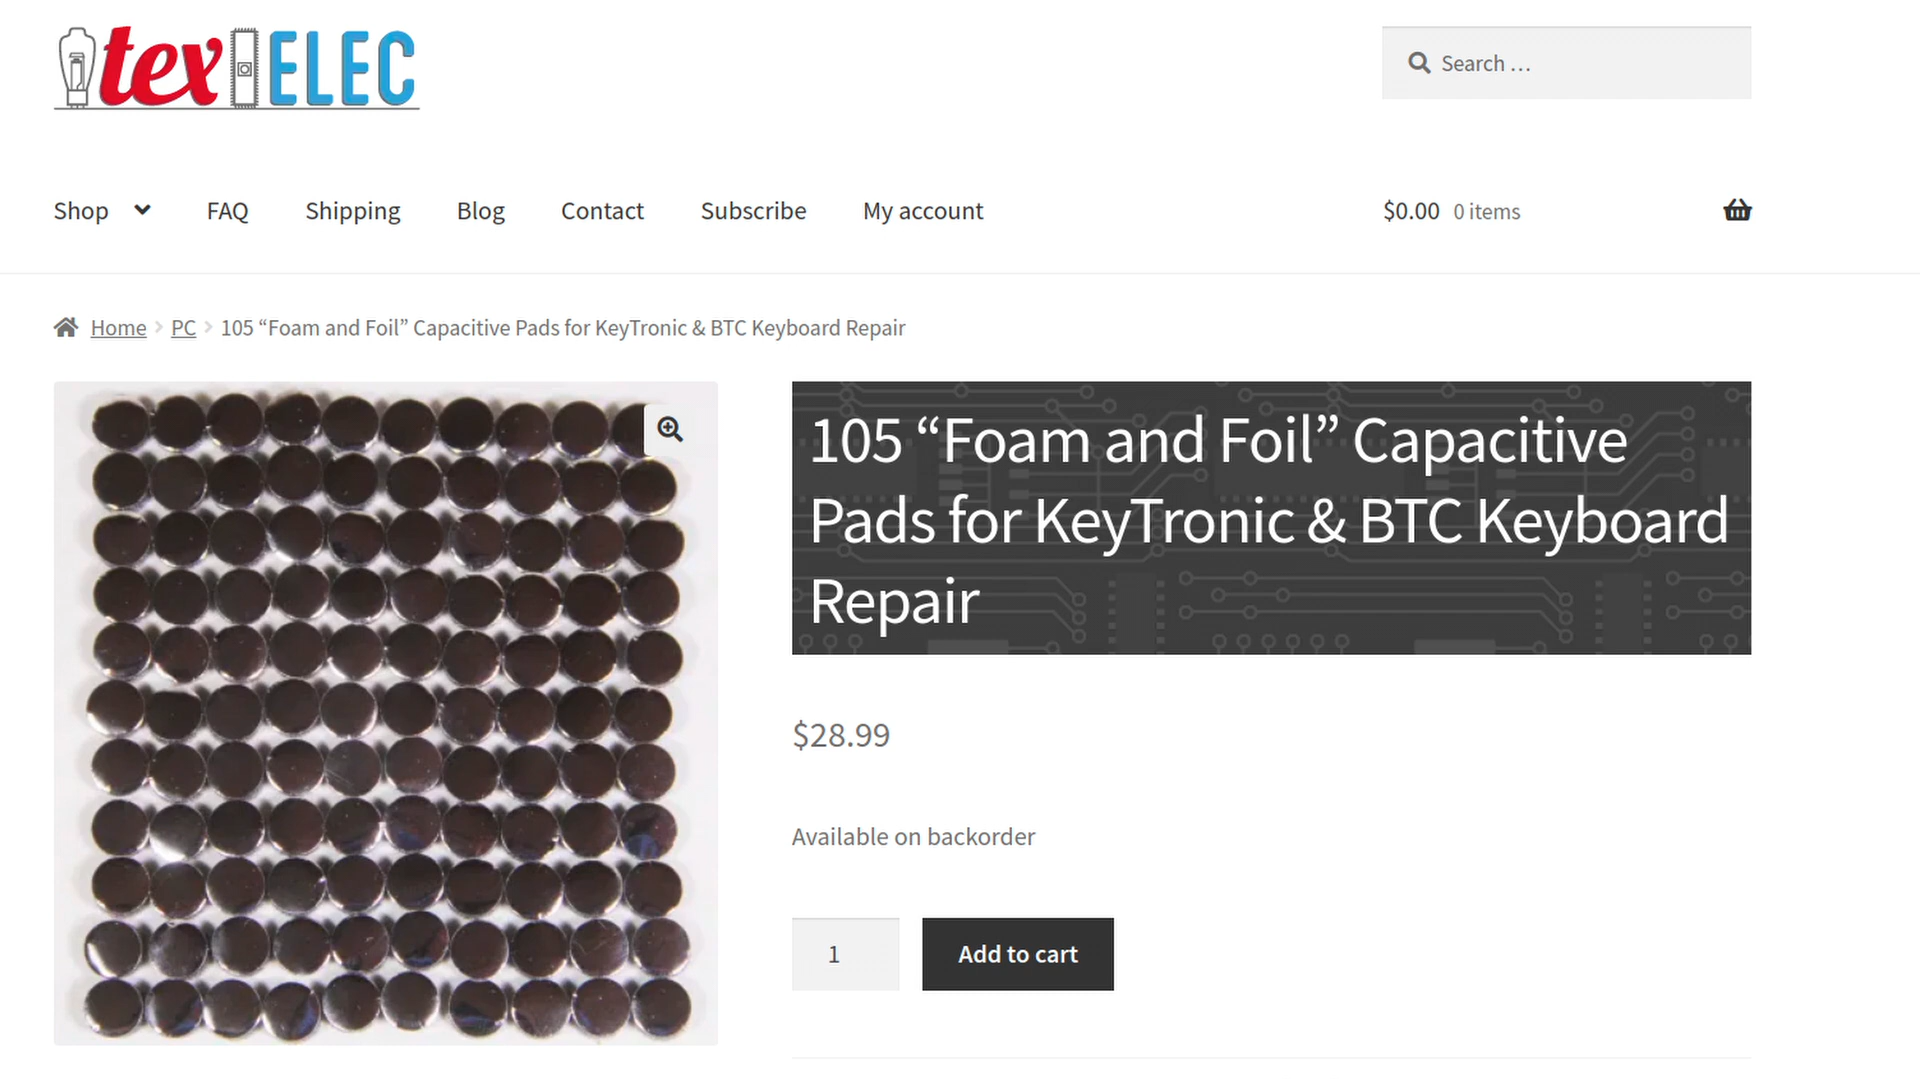 tex ELEC
Search …
Shop FAQ Shipping Blog Contact Subscribe My account $0.00 0 items
Home PC 105 “Foam and Foil” Capacitive Pads for KeyTronic & BTC Keyboard Repair
105 “Foam and Foil” Capacitive
Pads for KeyTronic & BTC Keyboard
Repair
$28.99
Available on backorder
1 Add to cart